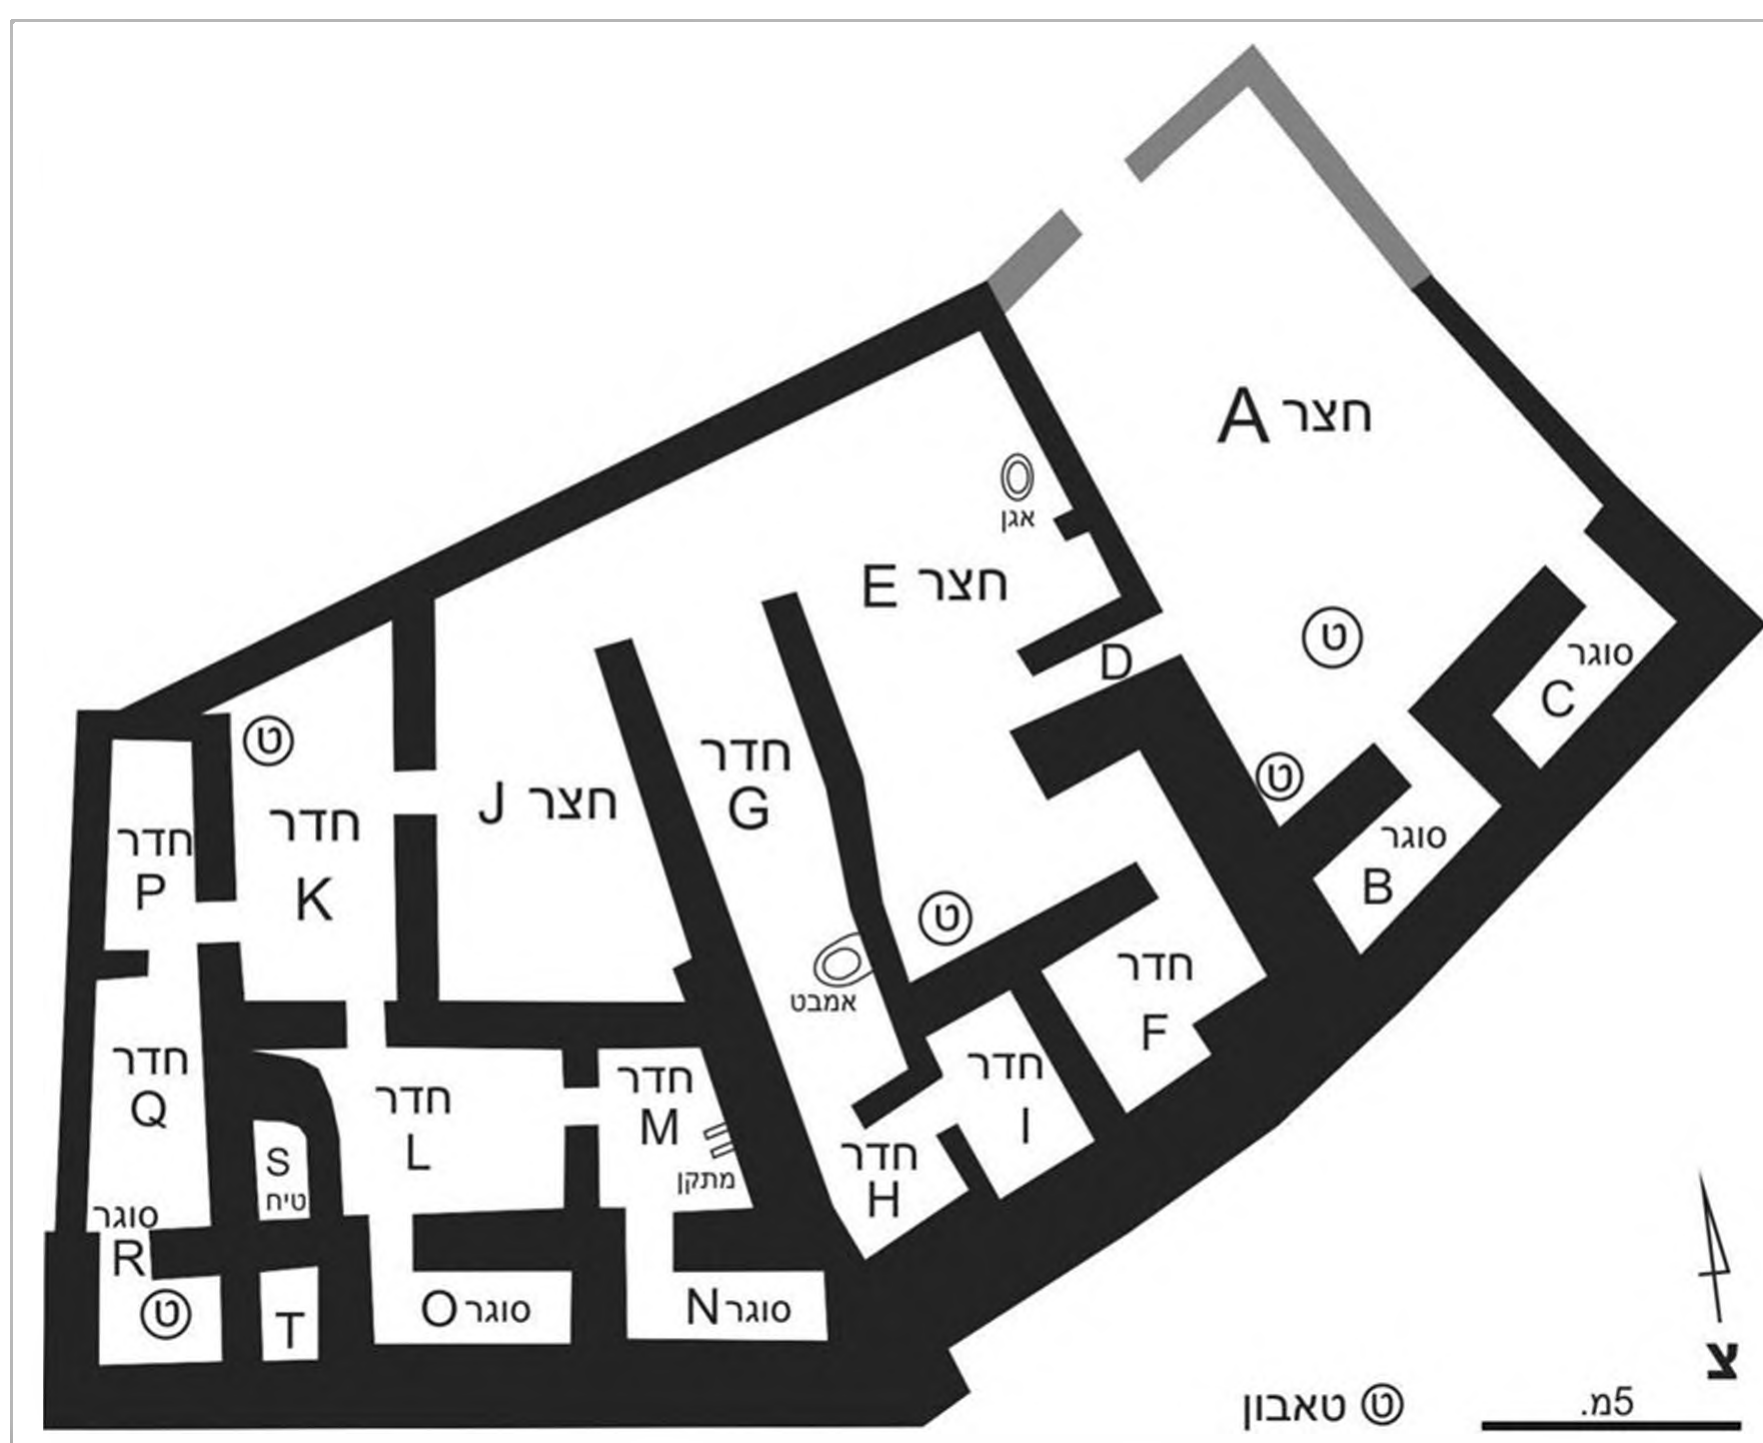 חצר A
אגן
חצר E
D
ט
סוגר
C
חדר
G
ט
חצר J
ט
סוגר
B
חדר
K
חדר
P
ט
אמבט
חדר
F
חדר
I
חדר
Q
חדר
L
חדר
M
מתקן
חדר
H
S
טיח
סוגר
R
ט
T
סוגר O
סוגר N
צ
5מ.
ט טאבון